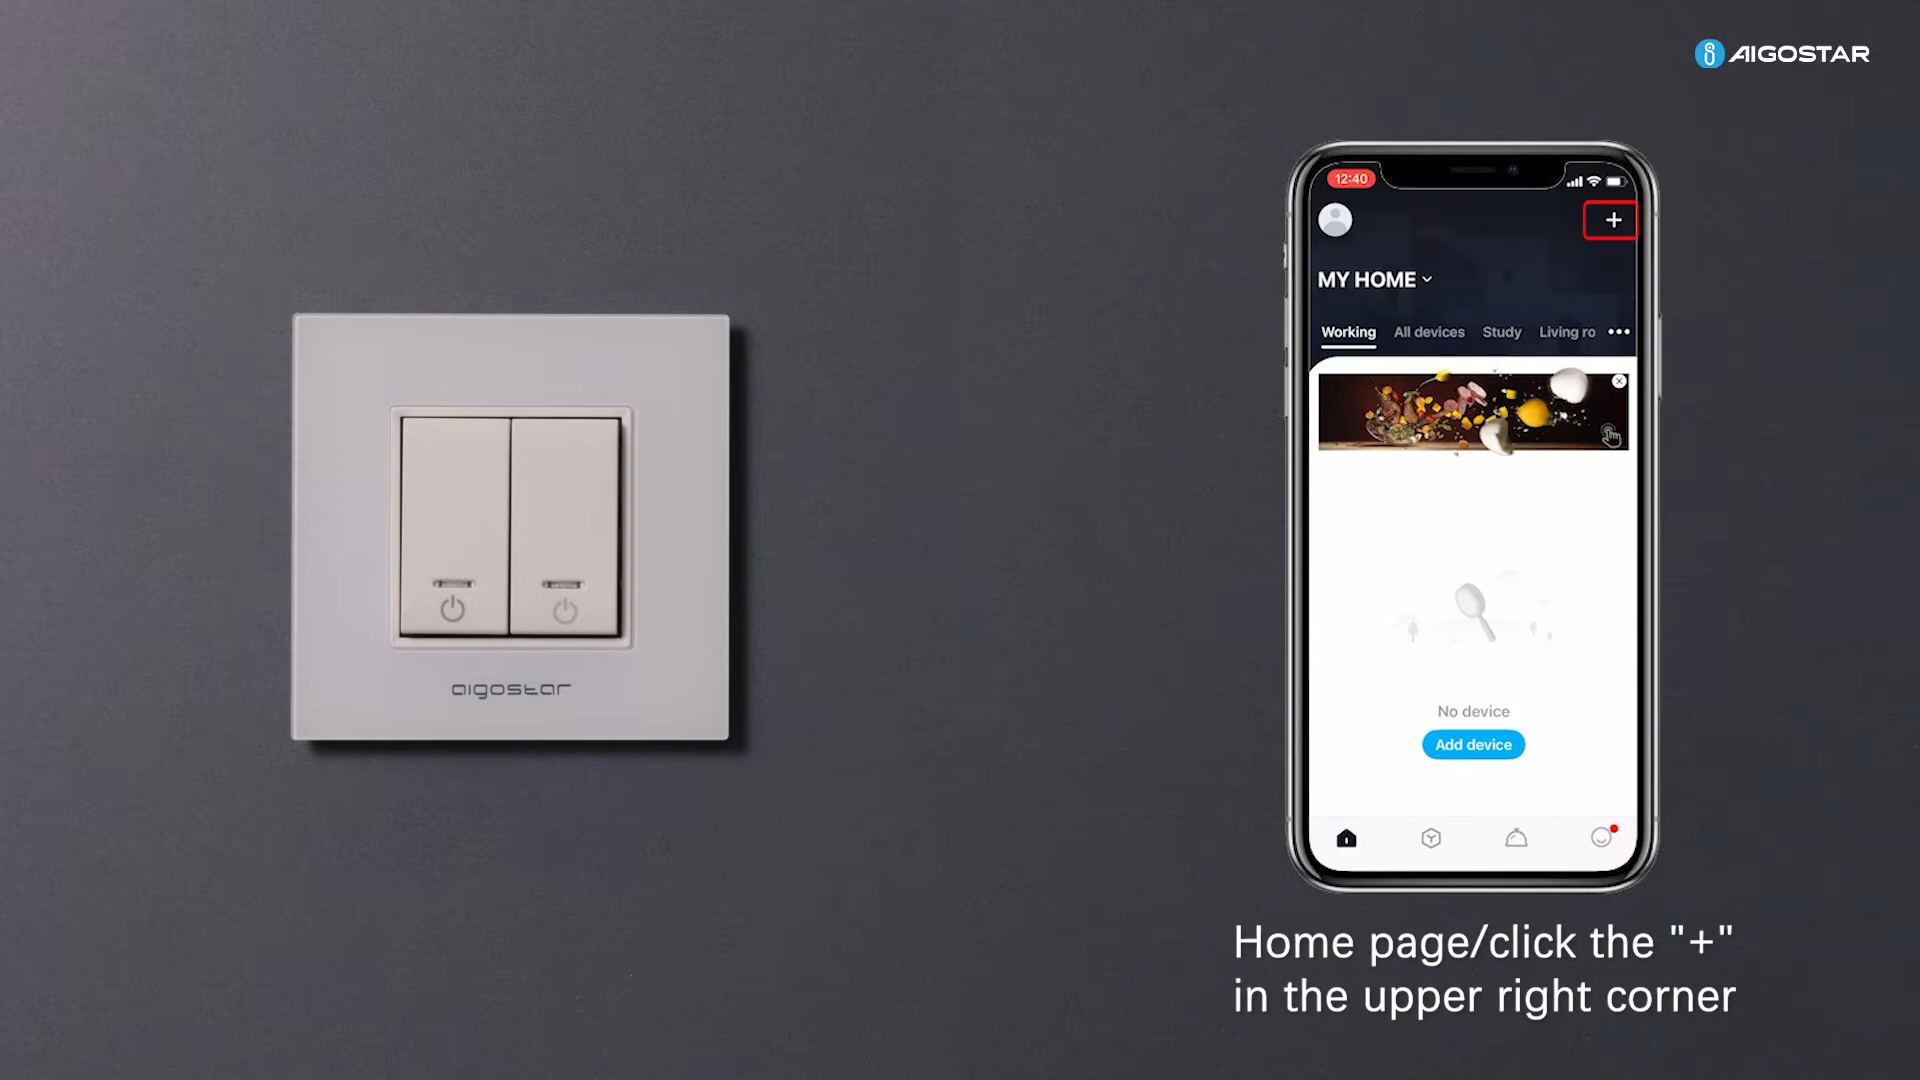 AIGOSTAR
12:40
MY HOME
Working All devices Study Living ro
aigostar
No device
Add device
Home page/click the "+"
in the upper right corner